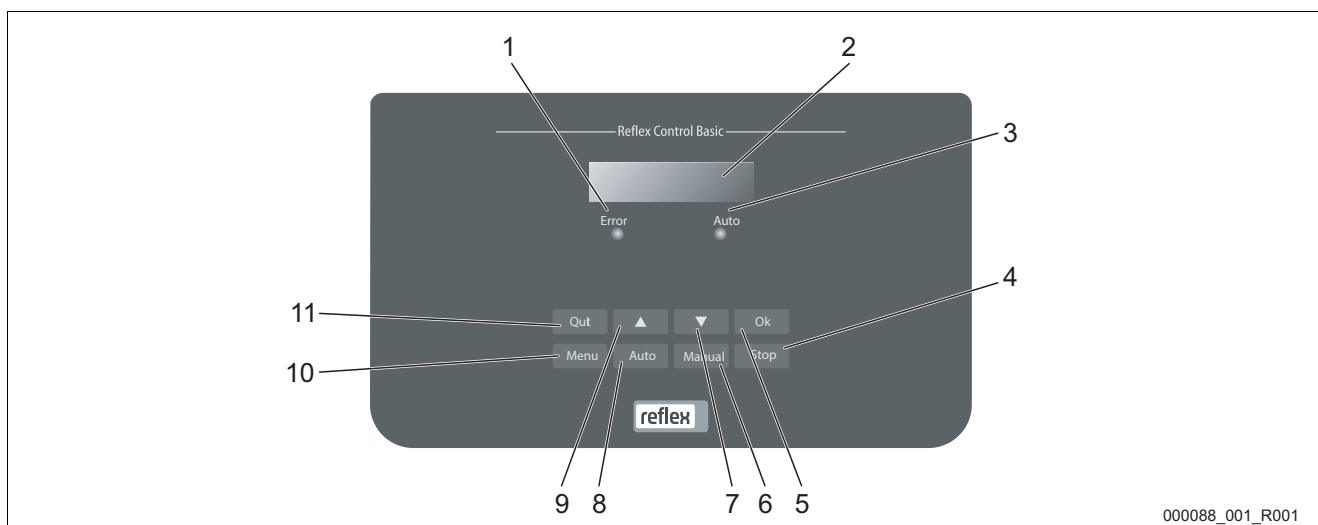 1 2
Reflex Control Basic
3
Error Auto
4
11 Qut ▲ ▼ Ok
10 Menu Auto Manual Stop
reflex
9 8 7 6 5
000088_001_R001